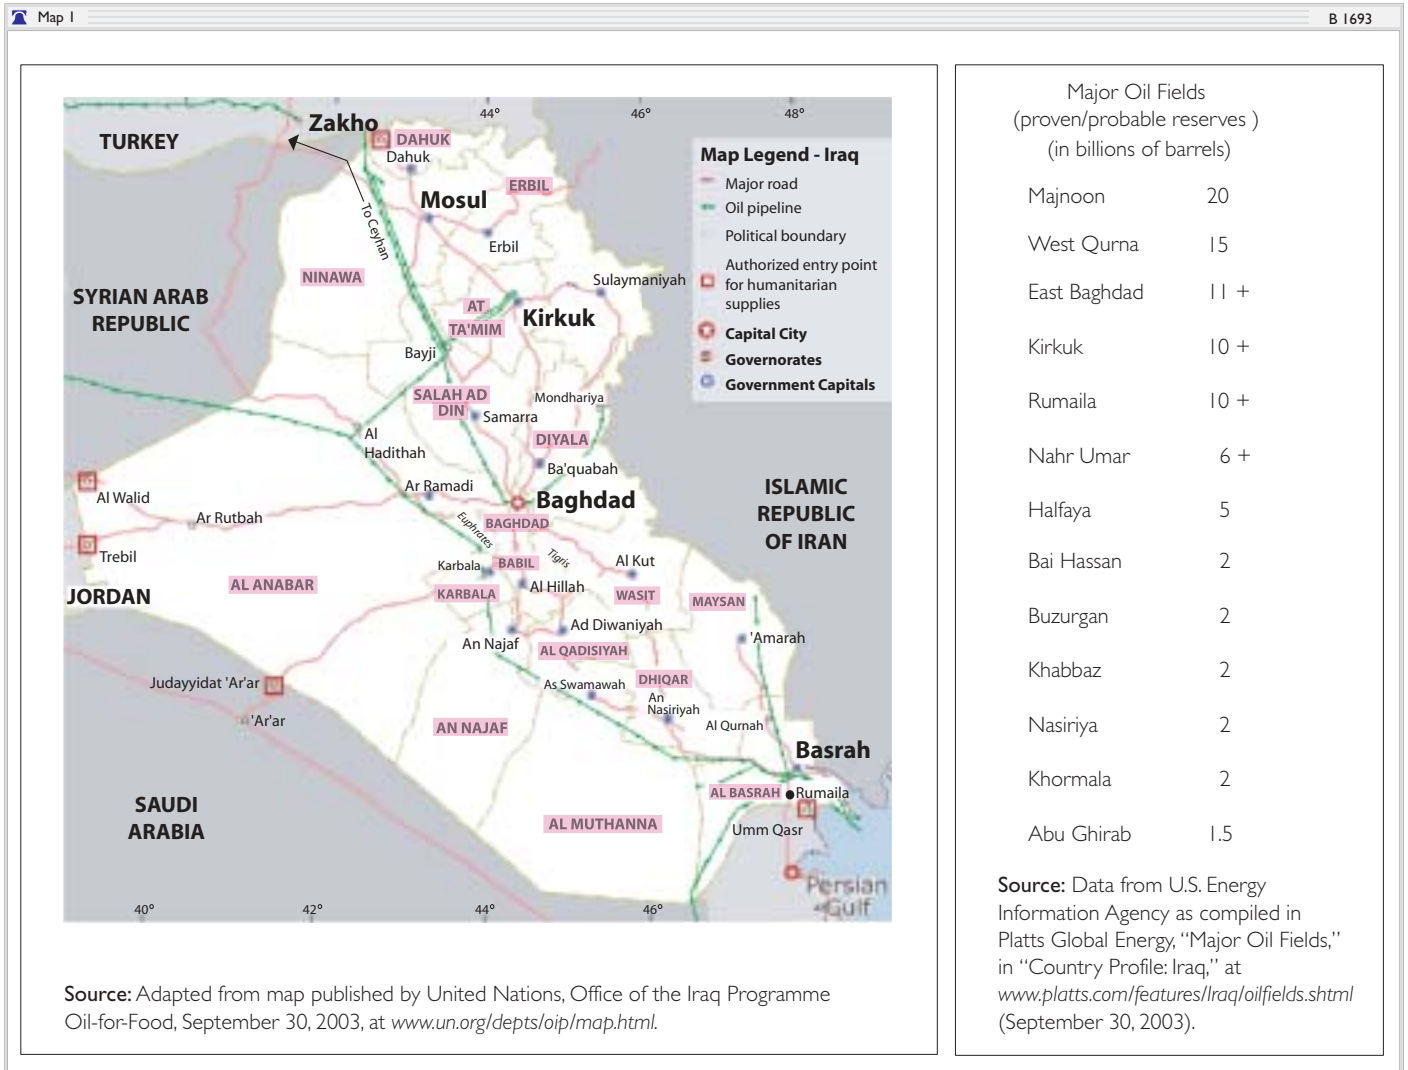 Map 1
B 1693
44°
46°
48°
TURKEY
Zakho
DAHUK
Dahuk
ERBIL
Mosul
Erbil
To Ceyhan
NINAWA
SYRIAN ARAB
REPUBLIC
Sulaymaniyah
AT
TA'MIM
Kirkuk
Bayji
SALAH AD
DIN
Samarra
Mondhariya
Al
Hadithah
DIYALA
Ba'quabah
Al Walid
Ar Ramadi
Baghdad
ISLAMIC
REPUBLIC
OF IRAN
Ar Rutbah
BAGHDAD
Euphrates
Tigris
Trebil
Karbala
BABIL
Al Kut
AL ANABAR
Al Hillah
JORDAN
KARBALA
WASIT
MAYSAN
Ad Diwaniyah
'Amarah
An Najaf
AL QADISIYAH
Judayyidat 'Ar'ar
As Swamawah
DHIQAR
An
Nasiriyah
'Ar'ar
AN NAJAF
Al Qurnah
Basrah
SAUDI
ARABIA
AL BASRAH
Rumaila
AL MUTHANNA
Umm Qasr
Persian
Gulf
40°
42°
44°
46°
Map Legend - Iraq
Major road
Oil pipeline
Political boundary
Authorized entry point
for humanitarian
supplies
Capital City
Governorates
Government Capitals
Source: Adapted from map published by United Nations, Office of the Iraq Programme
Oil-for-Food, September 30, 2003, at www.un.org/depts/oip/map.html.
Major Oil Fields
(proven/probable reserves )
(in billions of barrels)
Majnoon 20
West Qurna 15
East Baghdad 11 +
Kirkuk 10 +
Rumaila 10 +
Nahr Umar 6 +
Halfaya 5
Bai Hassan 2
Buzurgan 2
Khabbaz 2
Nasiriya 2
Khormala 2
Abu Ghirab 1.5
Source: Data from U.S. Energy
Information Agency as compiled in
Platts Global Energy, “Major Oil Fields,”
in “Country Profile: Iraq,” at
www.platts.com/features/Iraq/oilfields.shtml
(September 30, 2003).